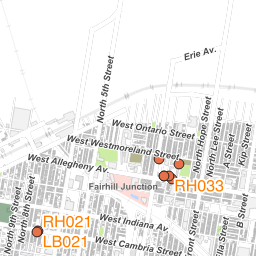 Erie Av.
North 5th Street
West Ontario Street
North Hope Street
North Lee Street
A Street
Kip Street
West Westmoreland Street
West Allegheny Av
Fairhill Junction
RH033
B Street
North 9th Street
North 8th Street
RH021
LB021
West Indiana Av
West Cambria Street